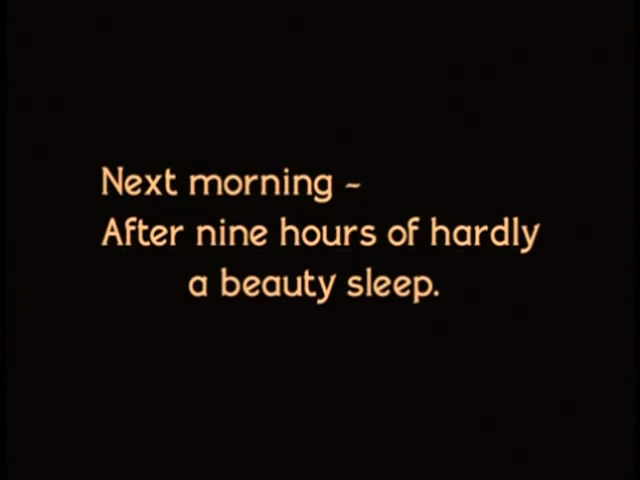 Next morning ~
After nine hours of hardly
a beauty sleep.